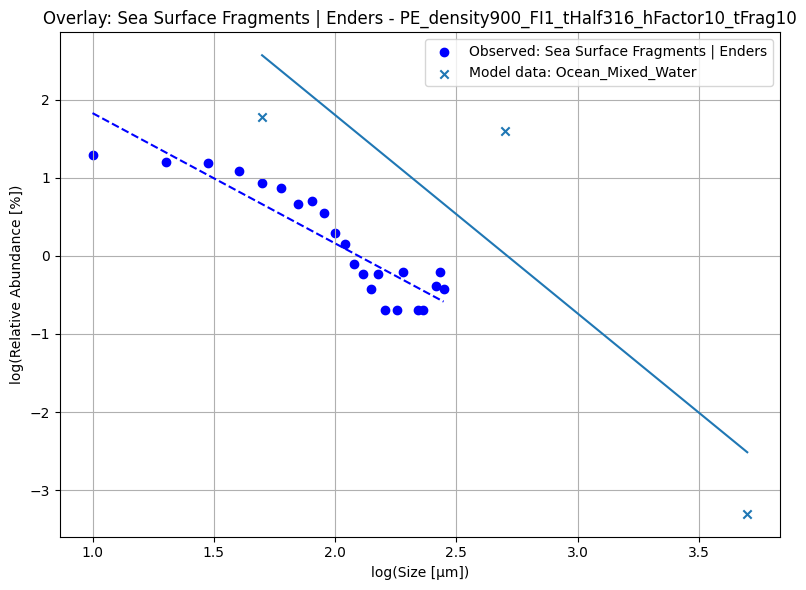 Overlay: Sea Surface Fragments | Enders - PE_density900_FI1_tHalf316_hFactor10_tFrag10
Observed: Sea Surface Fragments | Enders
Model data: Ocean_Mixed_Water
log(Relative Abundance [%])
2
1
0
−1
−2
−3
1.0
1.5
2.0
2.5
3.0
3.5
log(Size [μm])